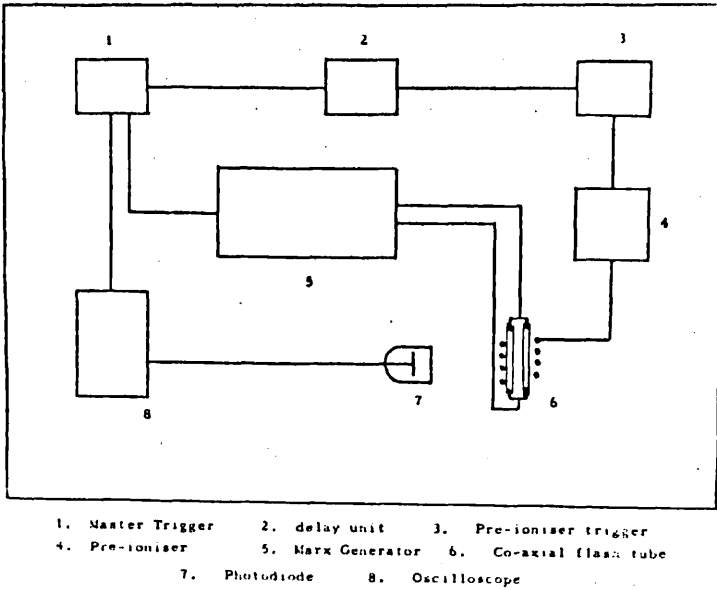 1
2
3
4
5
6
7
8
1. Master Trigger 2. delay unit 3. Pre-ioniser trigger
4. Pre-ioniser 5. Marx Generator 6. Co-axial flash tube
7. Photodiode 8. Oscilloscope